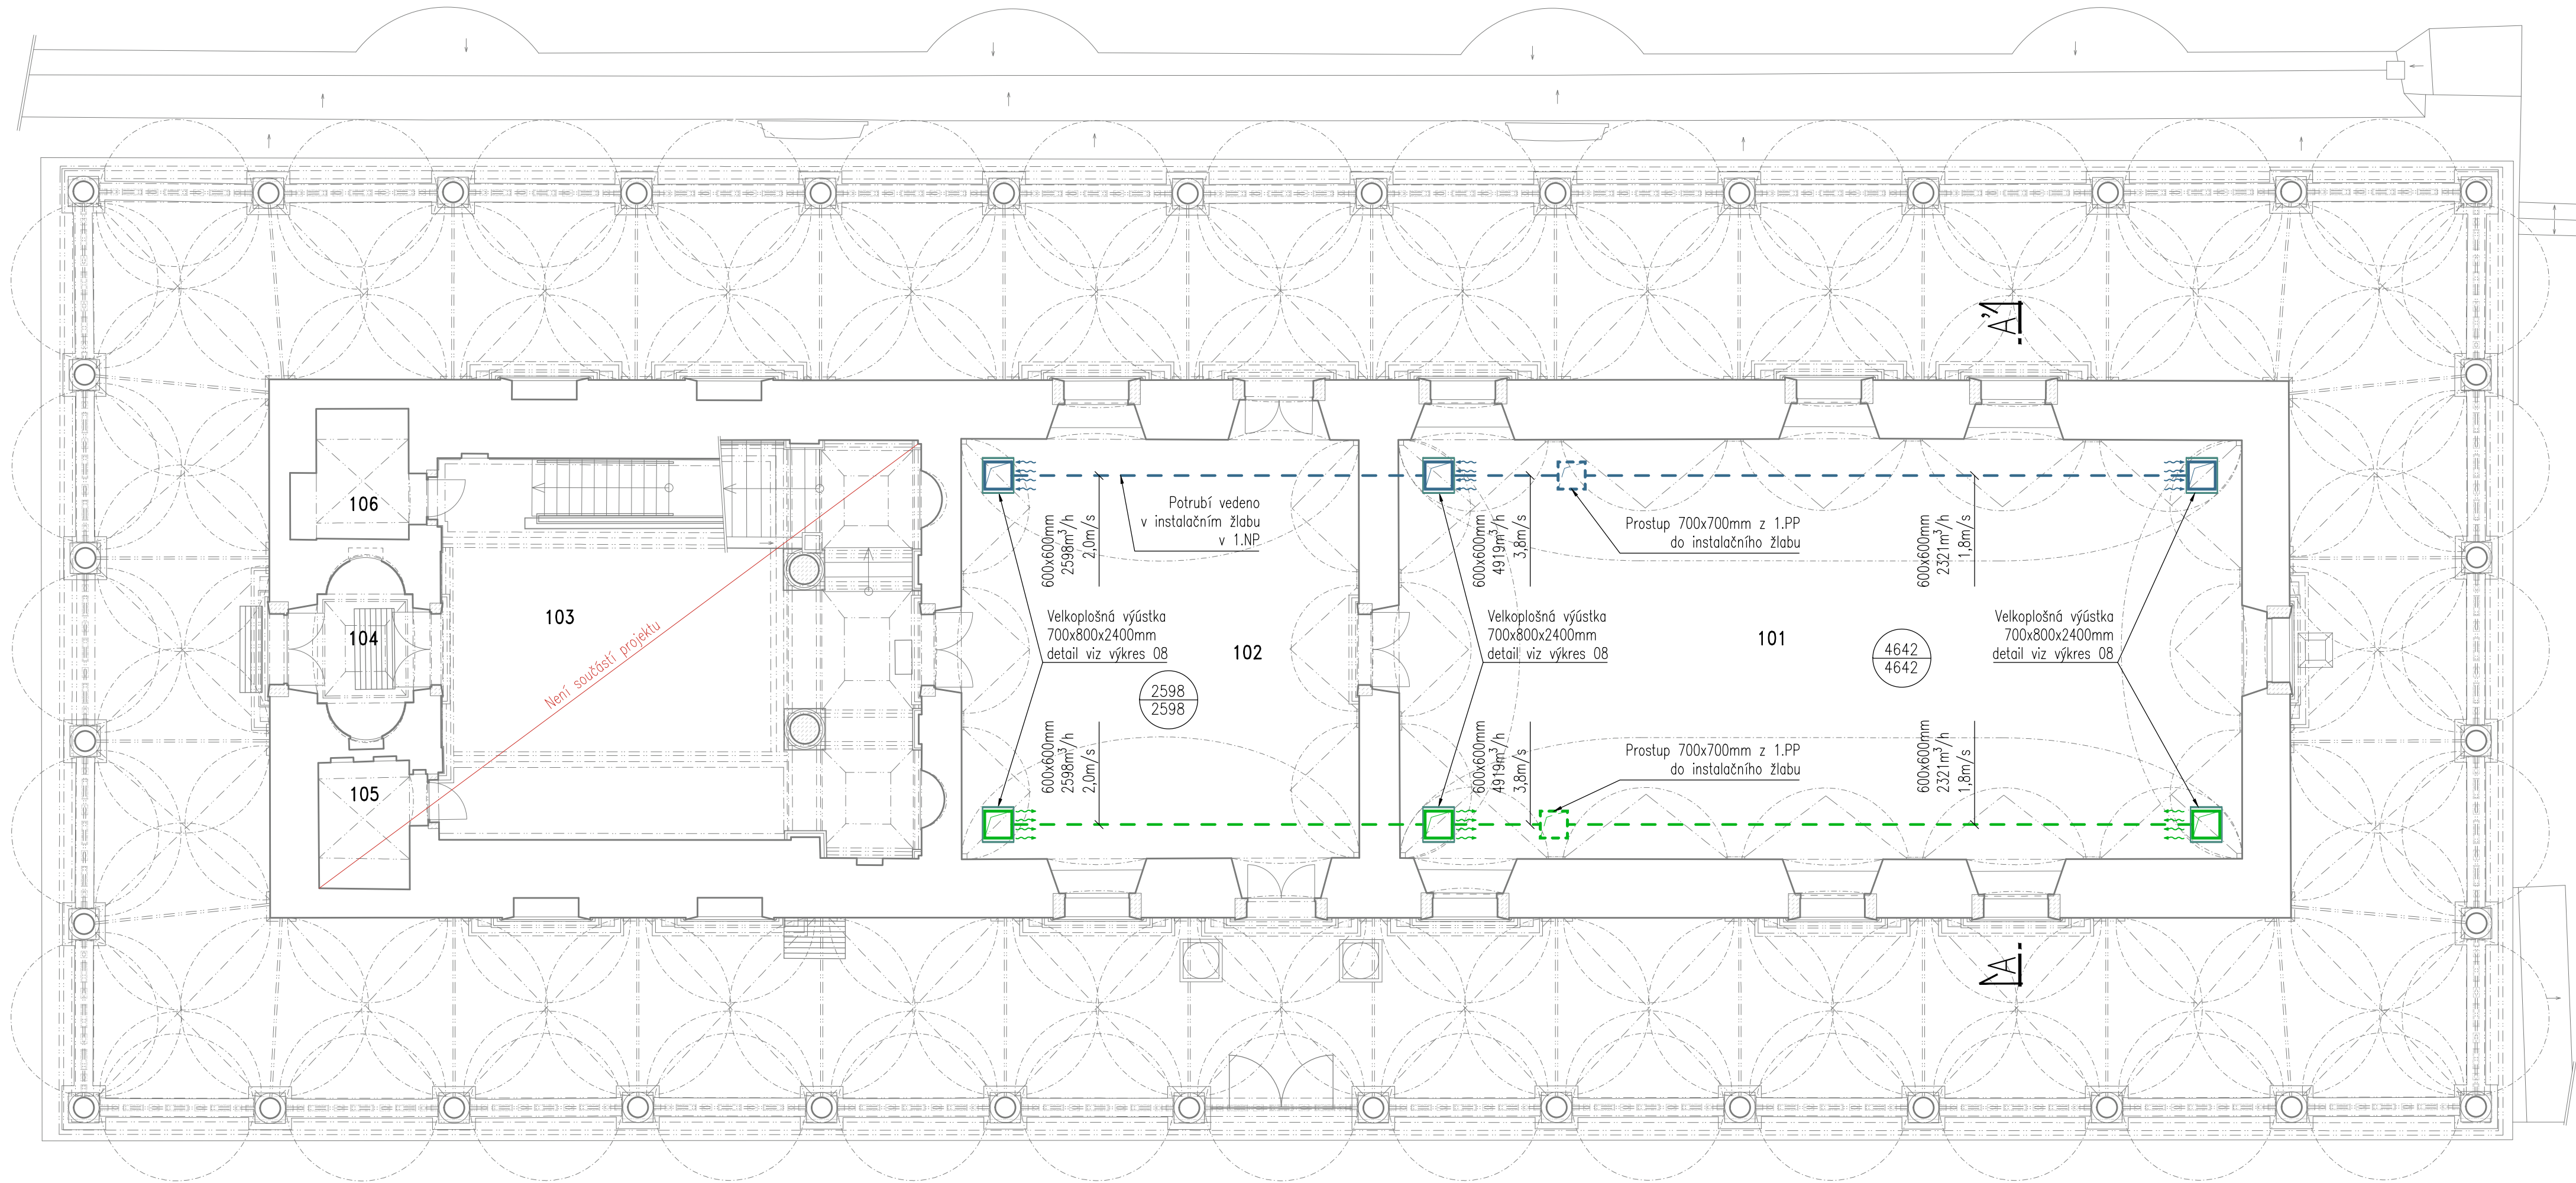 A'1
106
Potrubí vedeno
v instalačním žlabu
v 1.NP
600x600mm
2598m³/h
2,0m/s
600x600mm
4919m³/h
3,8m/s
Prostup 700x700mm z 1.PP
do instalačního žlabu
600x600mm
2321m³/h
1,8m/s
103
104
Není součástí projektu
Velkoplošná výústka
700x800x2400mm
detail viz výkres 08
102
2598
2598
Velkoplošná výústka
700x800x2400mm
detail viz výkres 08
101
4642
4642
Velkoplošná výústka
700x800x2400mm
detail viz výkres 08
105
600x600mm
2598m³/h
2,0m/s
600x600mm
4919m³/h
3,8m/s
Prostup 700x700mm z 1.PP
do instalačního žlabu
600x600mm
2321m³/h
1,8m/s
A